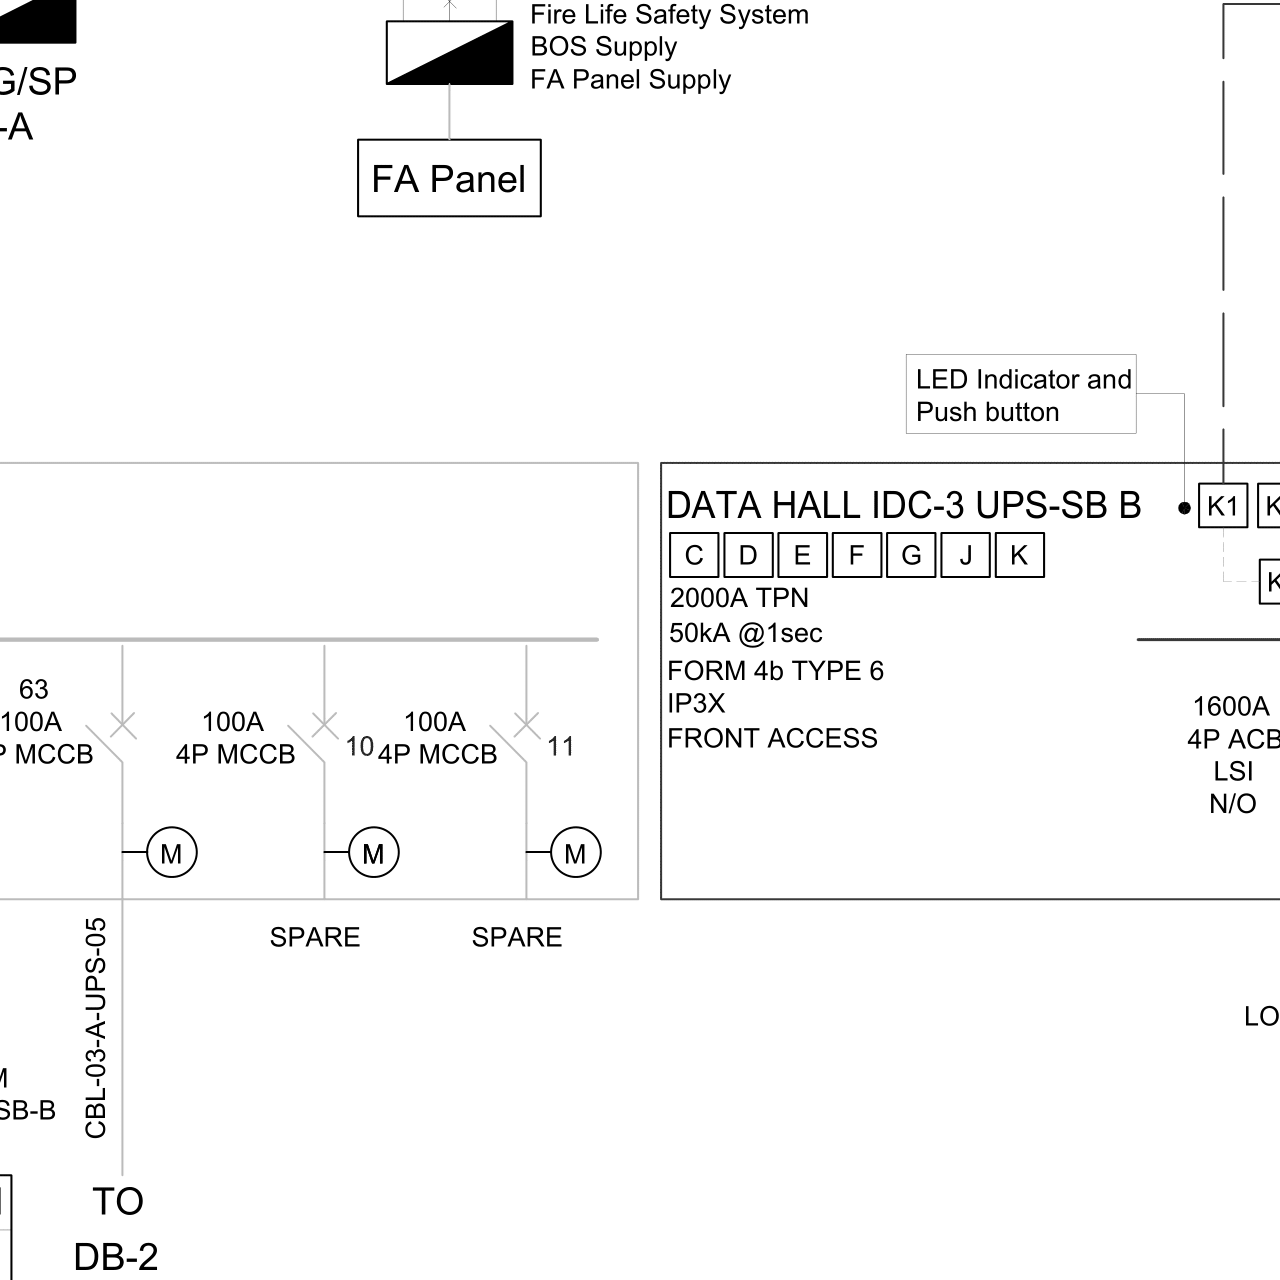 Fire Life Safety System
BOS Supply
FA Panel Supply
G/SP
-A
FA Panel
LED Indicator and
Push button
DATA HALL IDC-3 UPS-SB B
K1
K
C D E F G J K
K
2000A TPN
50kA @1sec
FORM 4b TYPE 6
IP3X
FRONT ACCESS
63
100A
P MCCB
100A
4P MCCB
10
100A
4P MCCB
11
1600A
4P ACB
LSI
N/O
M
M
M
SPARE
SPARE
CBL-03-A-UPS-05
LO
M
SB-B
TO
DB-2